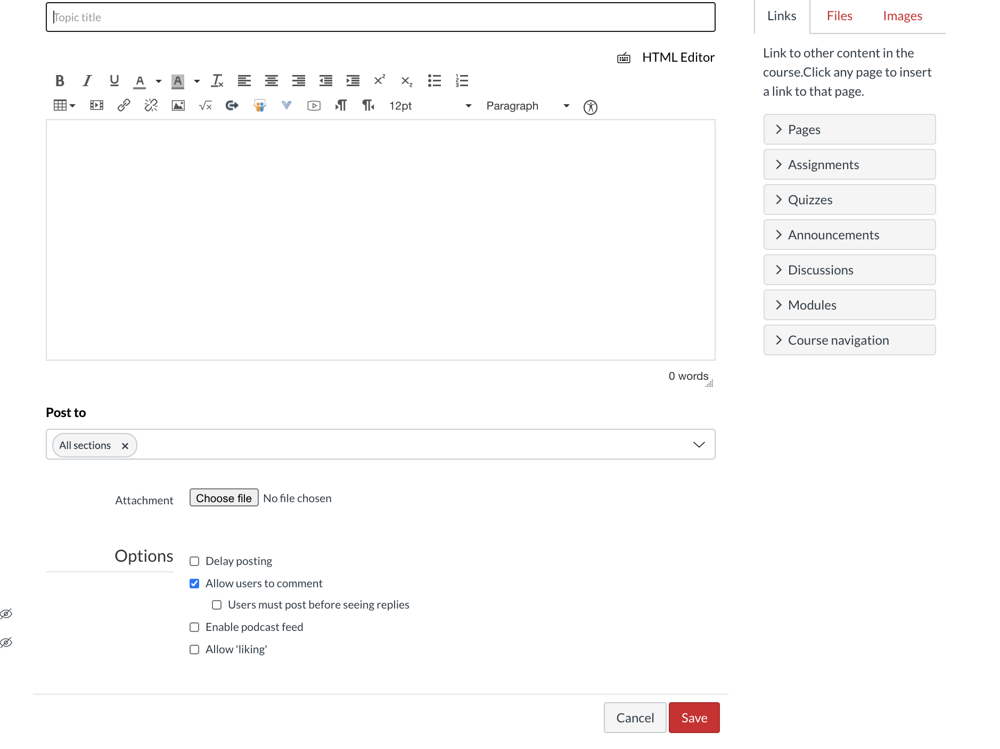 Topic title
HTML Editor
12pt
Paragraph
0 words
Post to
All sections
Attachment
Choose file
No file chosen
Options
Delay posting
Allow users to comment
Users must post before seeing replies
Enable podcast feed
Allow 'liking'
Cancel
Save
Links
Files
Images
Link to other content in the
course.Click any page to insert
a link to that page.
Pages
Assignments
Quizzes
Announcements
Discussions
Modules
Course navigation